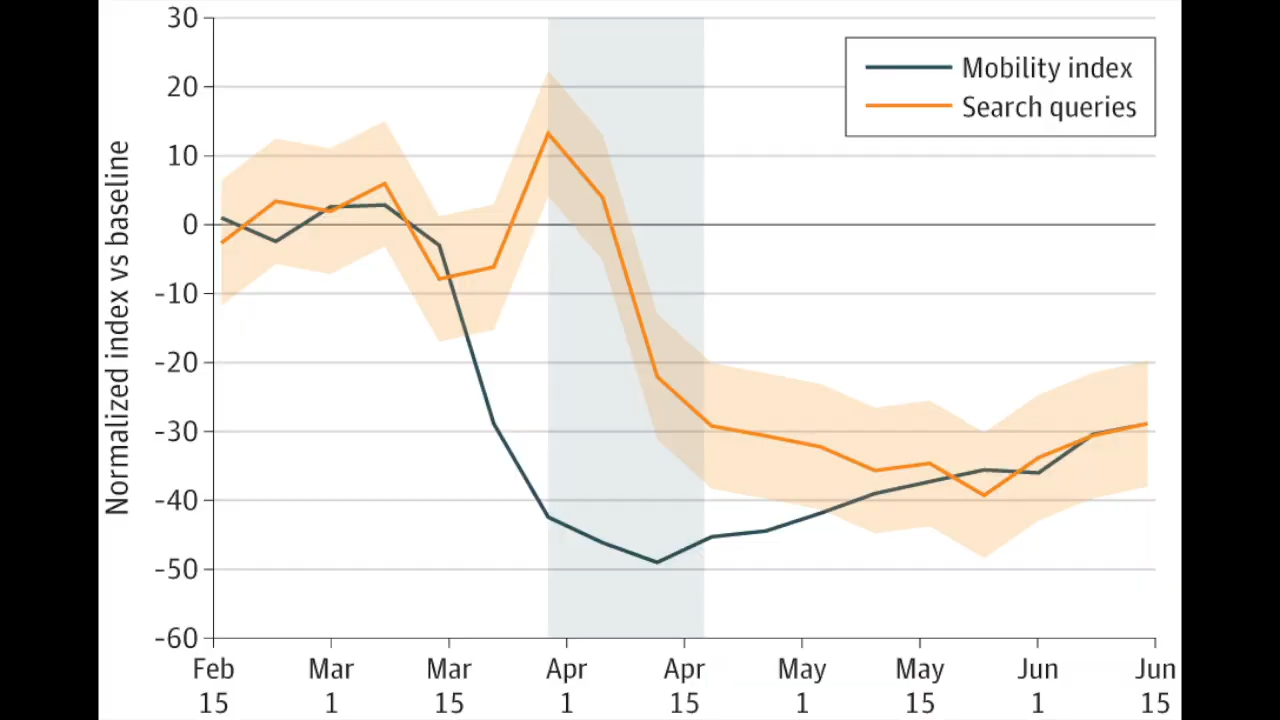 30
20
10
0
-10
-20
-30
-40
-50
-60
Normalized index vs baseline
Mobility index
Search queries
Feb Mar Mar Apr Apr May May Jun Jun
15 1 15 1 15 1 15 1 15